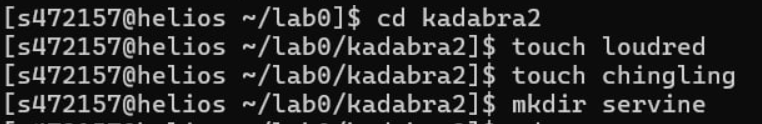 [s472157@helios ~/lab0]$ cd kadabra2
[s472157@helios ~/lab0/kadabra2]$ touch loudred
[s472157@helios ~/lab0/kadabra2]$ touch chingling
[s472157@helios ~/lab0/kadabra2]$ mkdir servine